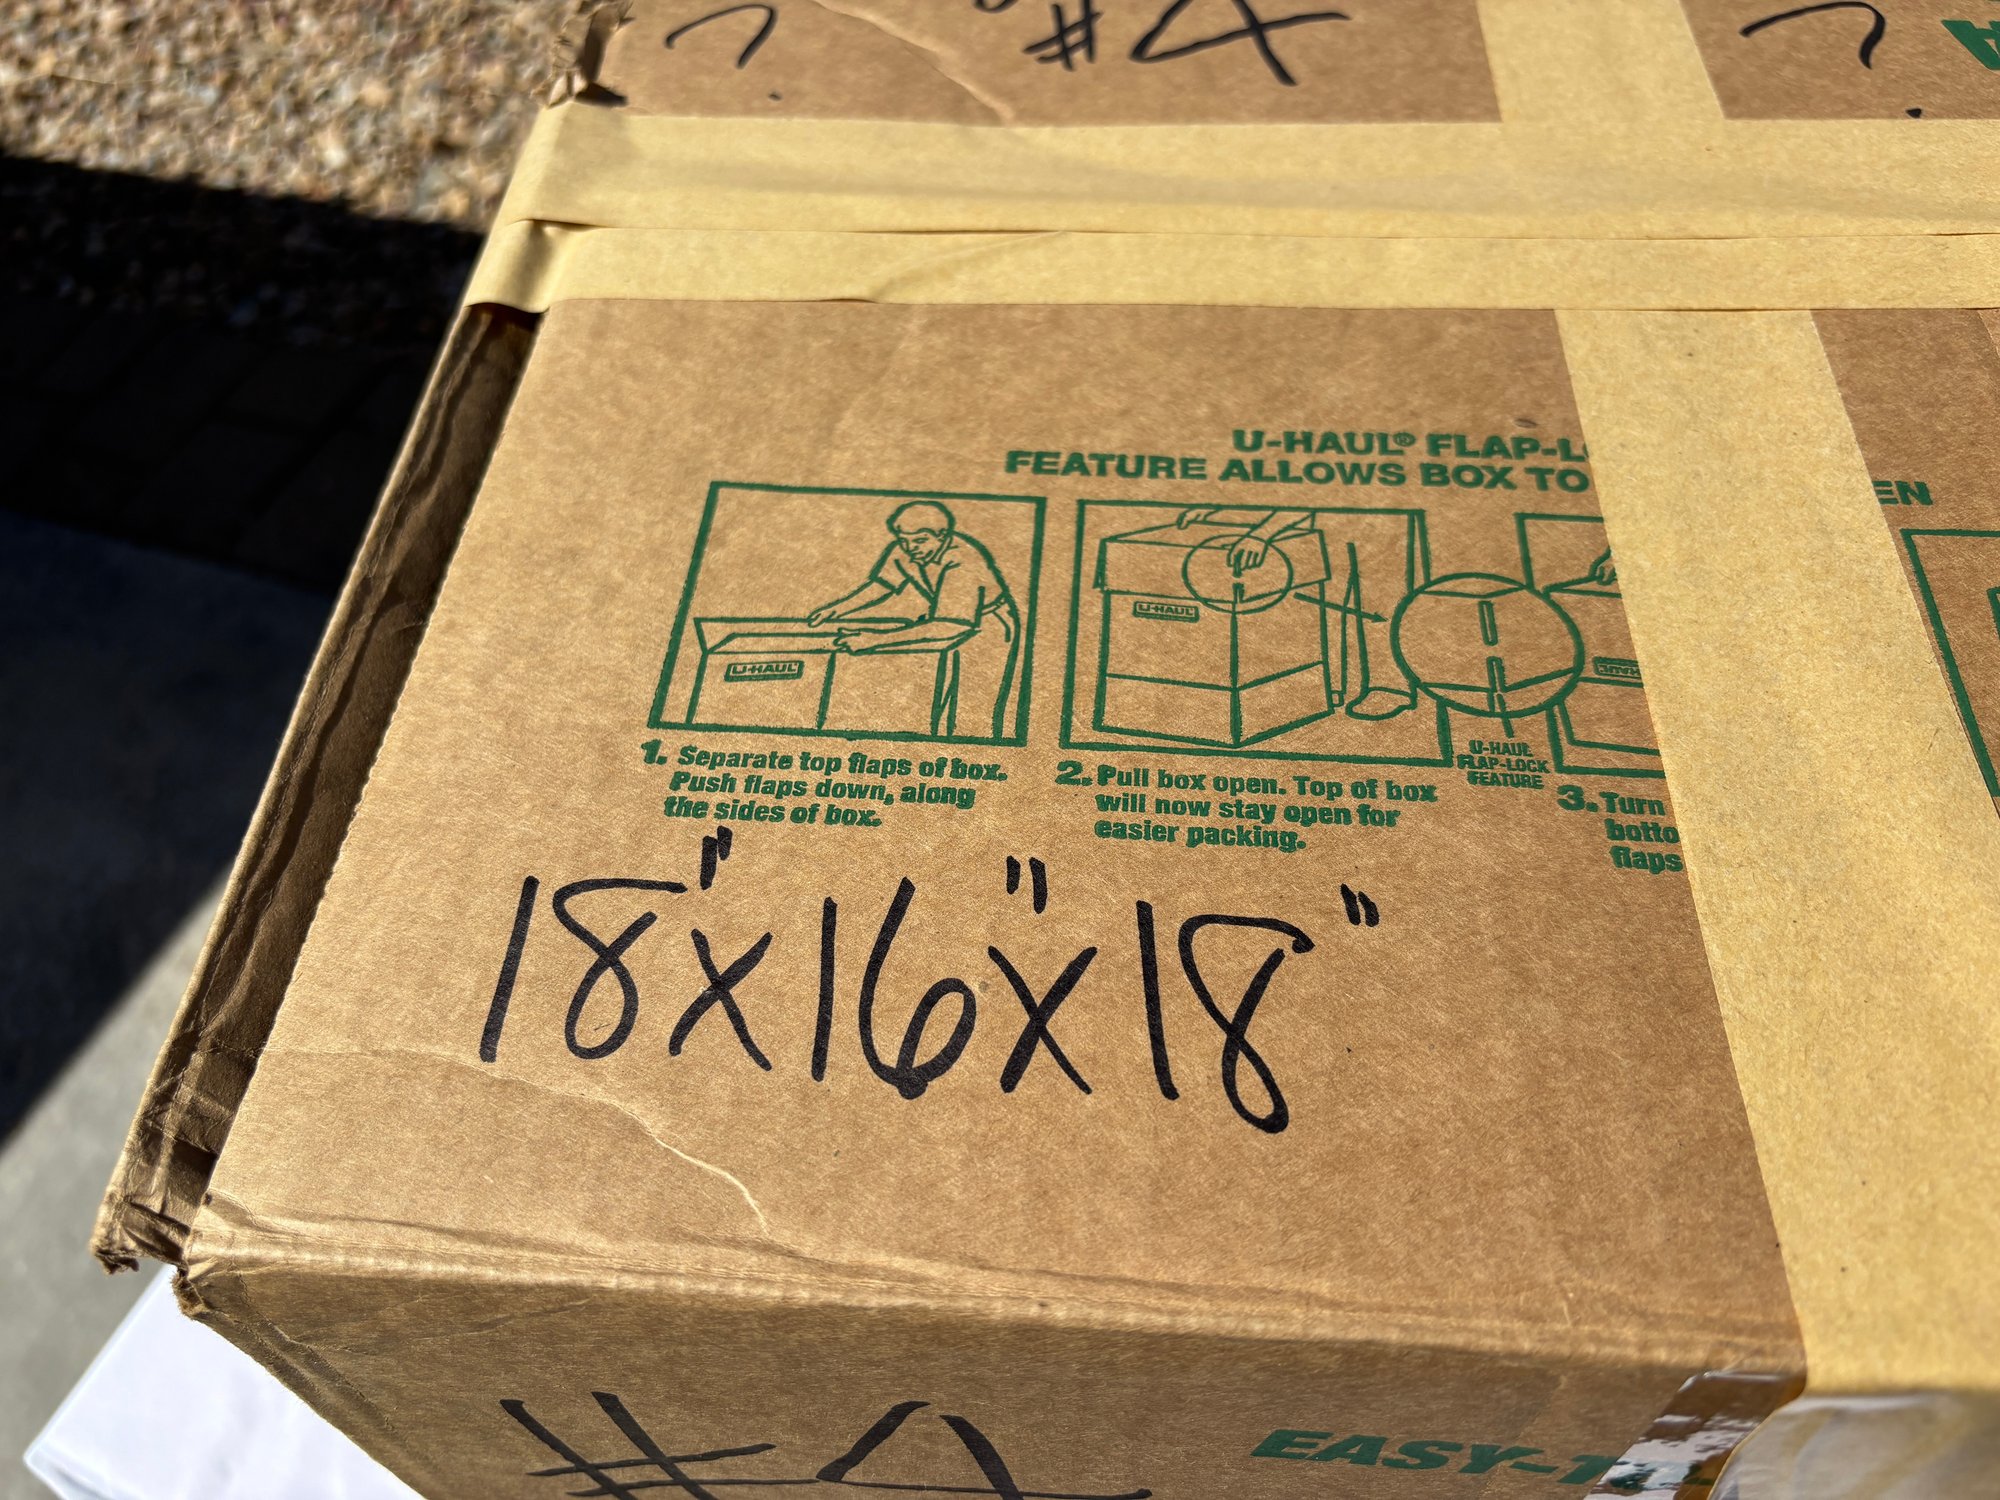 #4
U-HAUL® FLAP-L
FEATURE ALLOWS BOX TO
EN
U-HAUL
U-HAUL
U-HAUL
FLAP-LOCK
FEATURE
1. Separate top flaps of box.
Push flaps down, along
the sides of box.
2. Pull box open. Top of box
will now stay open for
easier packing.
3. Turn
botto
flaps
18"x16"x18"
#4
EASY-T